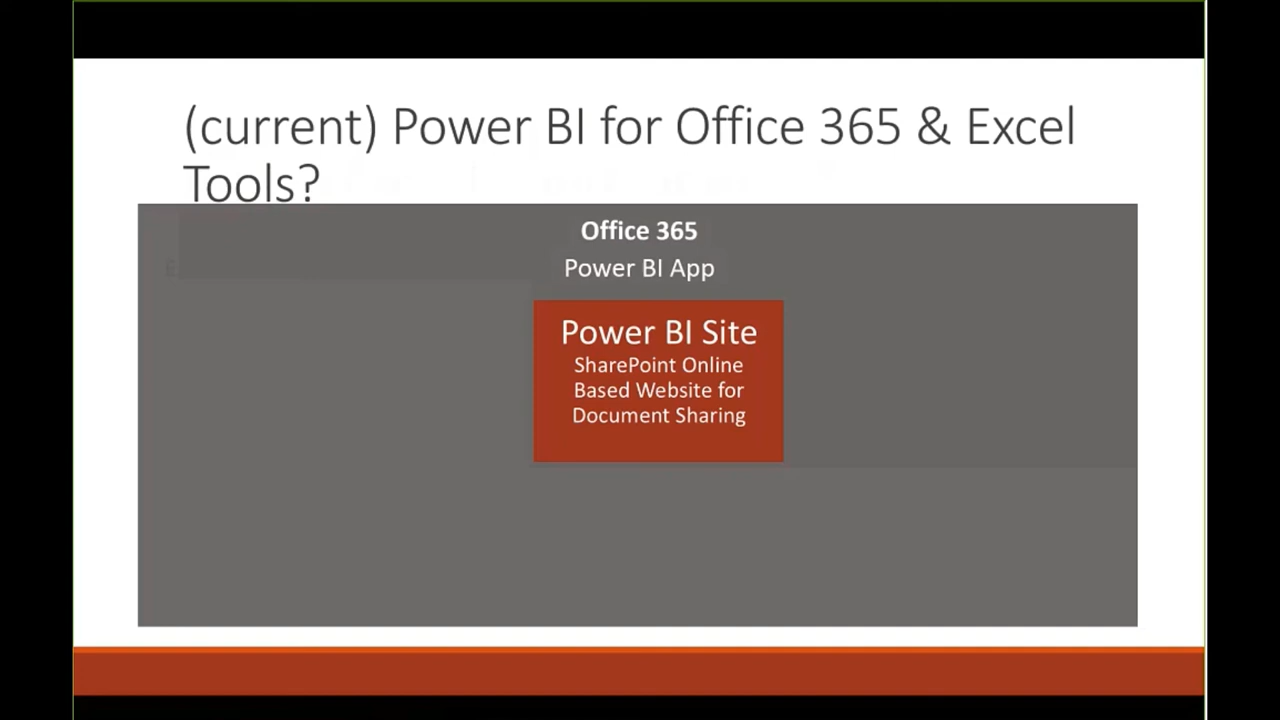 (current) Power BI for Office 365 & Excel
Tools?
Office 365
Power BI App
Power BI Site
SharePoint Online
Based Website for
Document Sharing